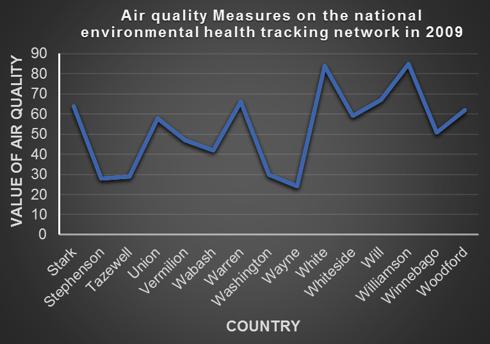 Air quality Measures on the national
environmental health tracking network in 2009
VALUE OF AIR QUALITY
90
80
70
60
50
40
30
20
10
0
Stark
Stephenson
Tazewell
Union
Vermilion
Wabash
Warren
Washington
Wayne
White
Whiteside
Will
Williamson
Winnebago
Woodford
COUNTRY